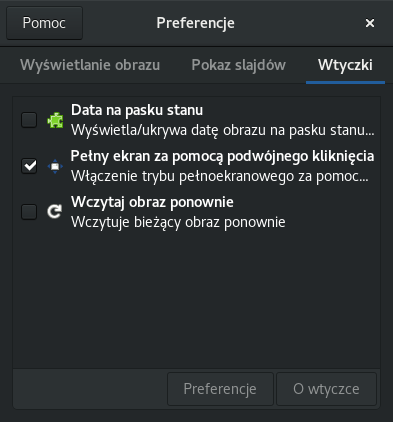 Pomoc
Preferencje
Wyświetlanie obrazu
Pokaz slajdów
Wtyczki
Data na pasku stanu
Wyświetla/ukrywa datę obrazu na pasku stanu...
Pełny ekran za pomocą podwójnego kliknięcia
Włączenie trybu pełnoekranowego za pomoc...
Wczytaj obraz ponownie
Wczytuje bieżący obraz ponownie
Preferencje
O wtyczce